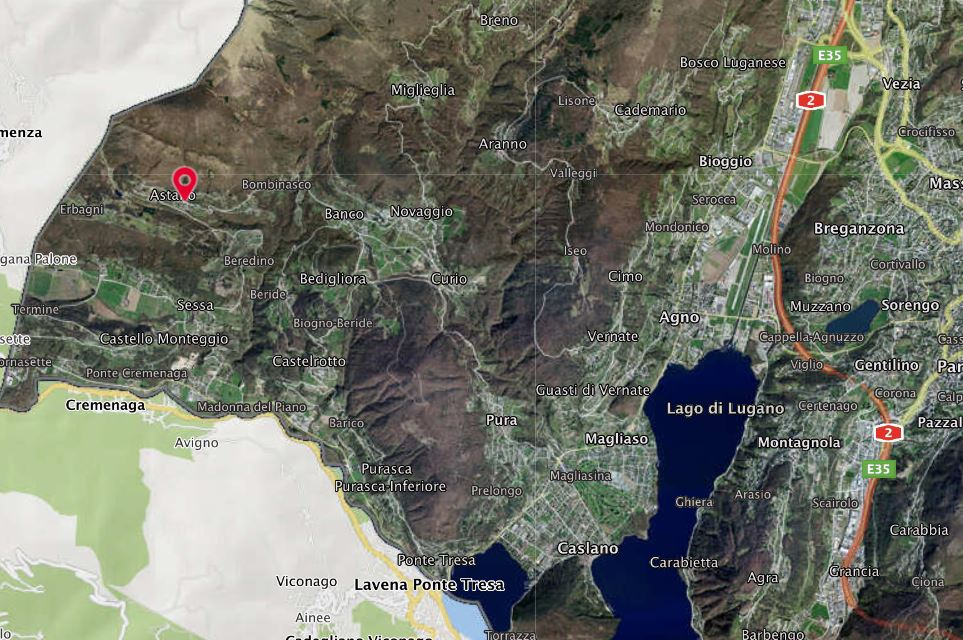 Breno
E35
Bosco Luganese
Vezia
Miglieglia
Lisone
2
Cademario
Crocifisso
menza
Aranno
Bioggio
Valleggi
Bombinasco
Mass
Astano
Serocca
Erbagni
Banco
Novaggio
Mondonico
Breganzona
Molino
Iseo
gana Palone
Beredino
Cortivallo
Bedigliora
Curio
Cimo
Biogno
Beride
Termine
Sessa
Muzzano
Sorengo
Agno
Biogno-Beride
sette
Castello Monteggio
Vernate
Cappella-Agnuzzo
Cass
ornasette
Castelrotto
Viglio
Gentilino
Par
Ponte Cremenaga
Guasti di Vernate
Corona
Calp
Cremenaga
Madonna del Piano
Lago di Lugano
Certenago
Barico
Pura
Pazzal
2
Avigno
Magliaso
Montagnola
Purasca
E35
Magliasina
Purasca Inferiore
Prelongo
Arasio
Ghiera
Scairolo
Carabbia
Caslano
Ponte Tresa
Carabietta
Grancia
Viconago
Lavena Ponte Tresa
Agra
Ciona
Ainee
Cadegliano Viconago
Torrazza
Barbengo